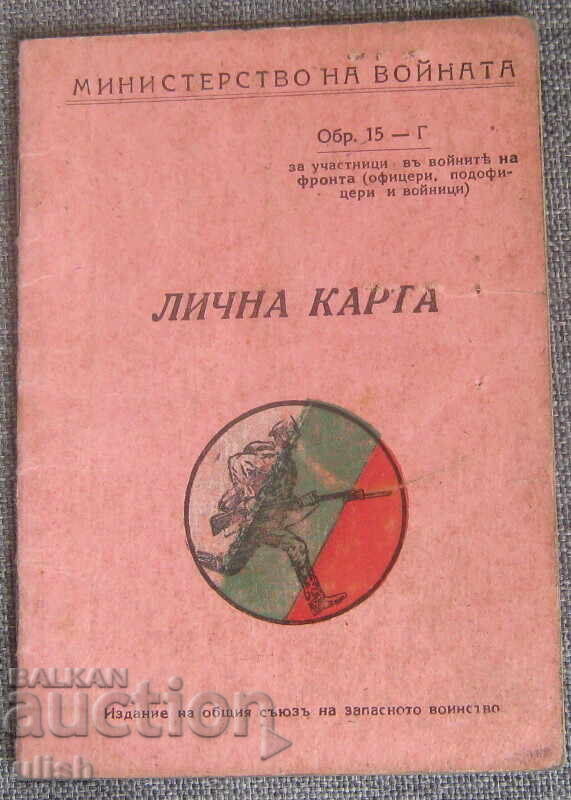 МИНИСТЕРСТВО НА ВОЙНАТА
Обр. 15 — Г
за участници въ войнитѣ на
фронта (офицери, подофи-
цери и войници)
ЛИЧНА КАРТА
Издание на общия съюзъ на запасното воинство
BALKAN
auction
ulish